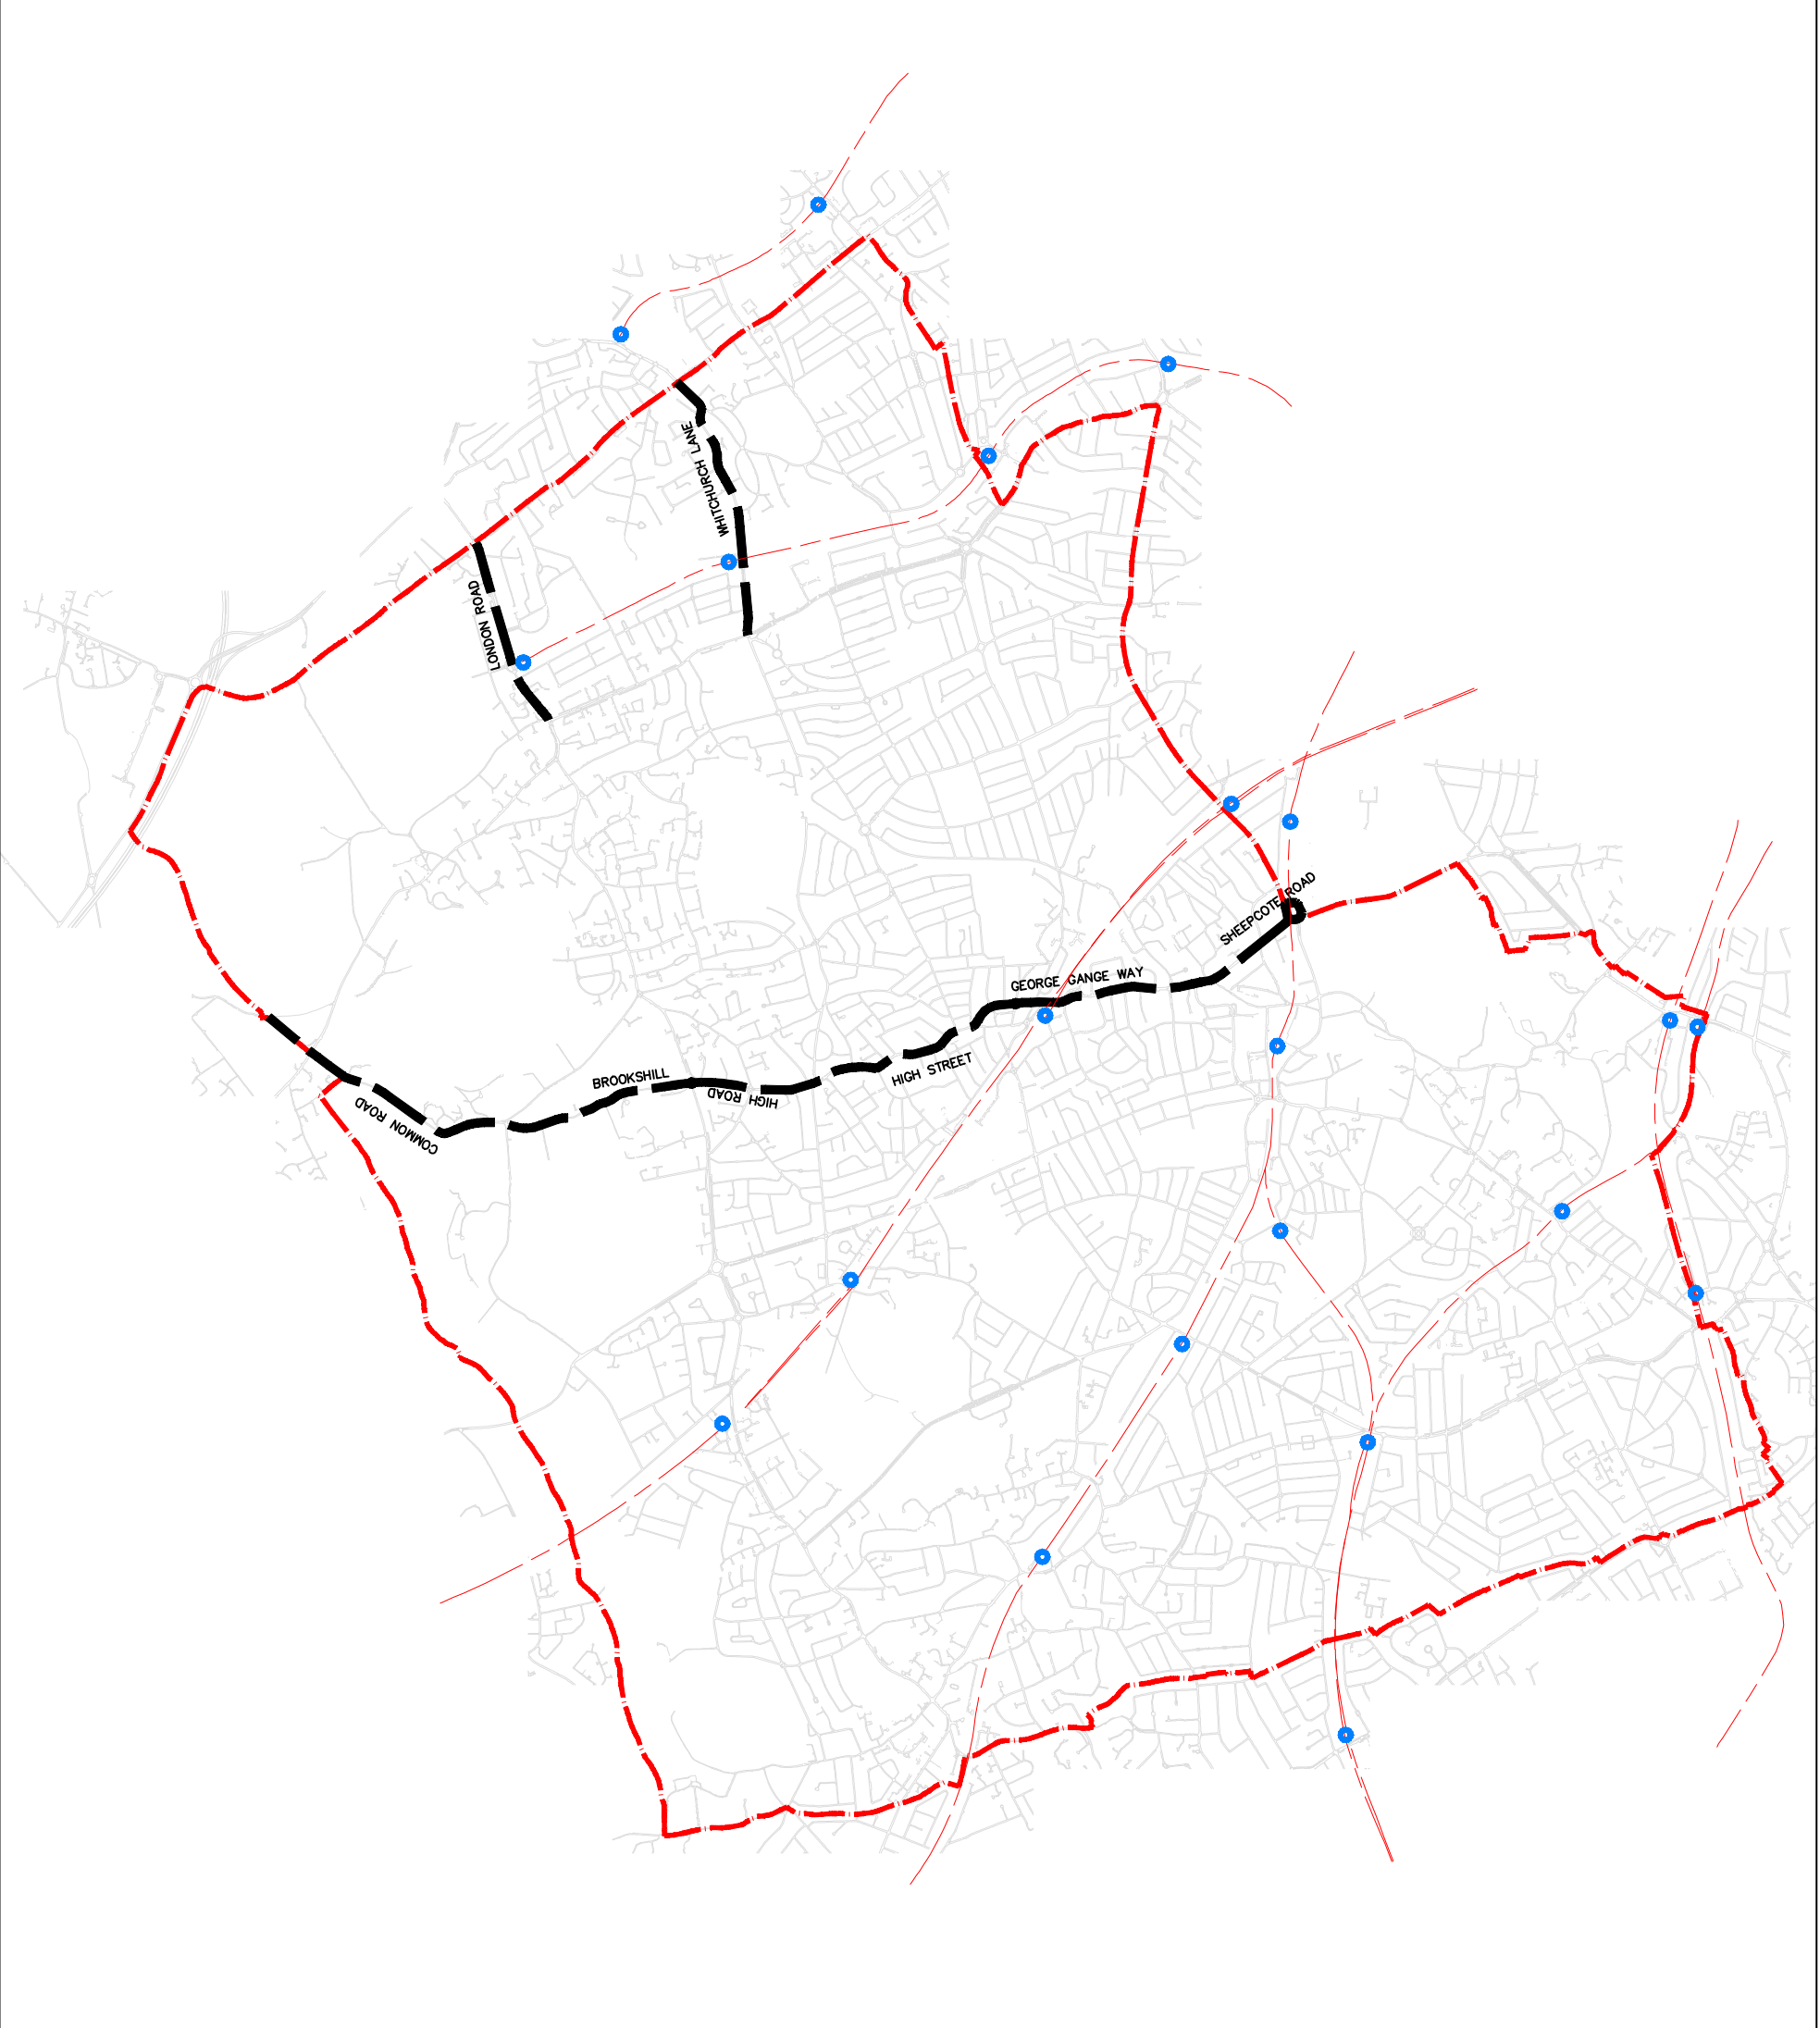 WHITCHURCH LANE
LONDON ROAD
SHEEPCOTE ROAD
GEORGE GANGE WAY
HIGH STREET
BROOKSHILL
HIGH ROAD
COMMON ROAD